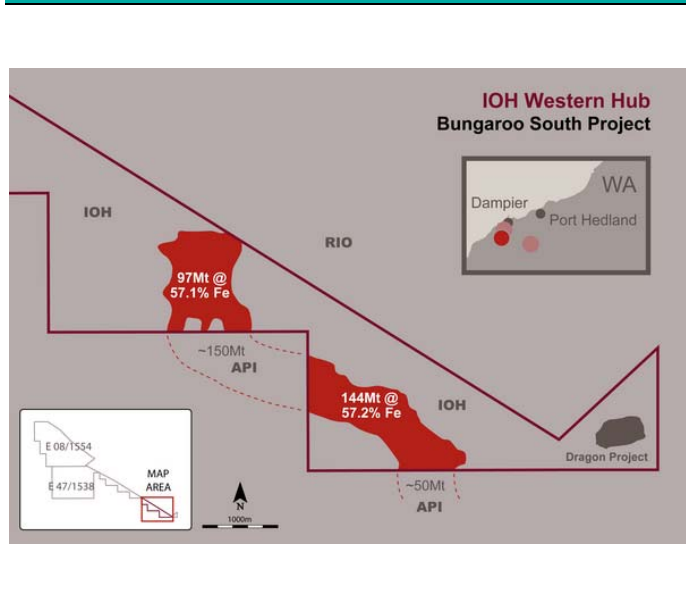 IOH Western Hub
Bungaroo South Project
WA
Dampier
Port Hedland
IOH
RIO
97Mt @
57.1% Fe
~150Mt
API
144Mt @
57.2% Fe
IOH
Dragon Project
E 08/1554
E 47/1538
MAP
AREA
N
1000m
~50Mt
API